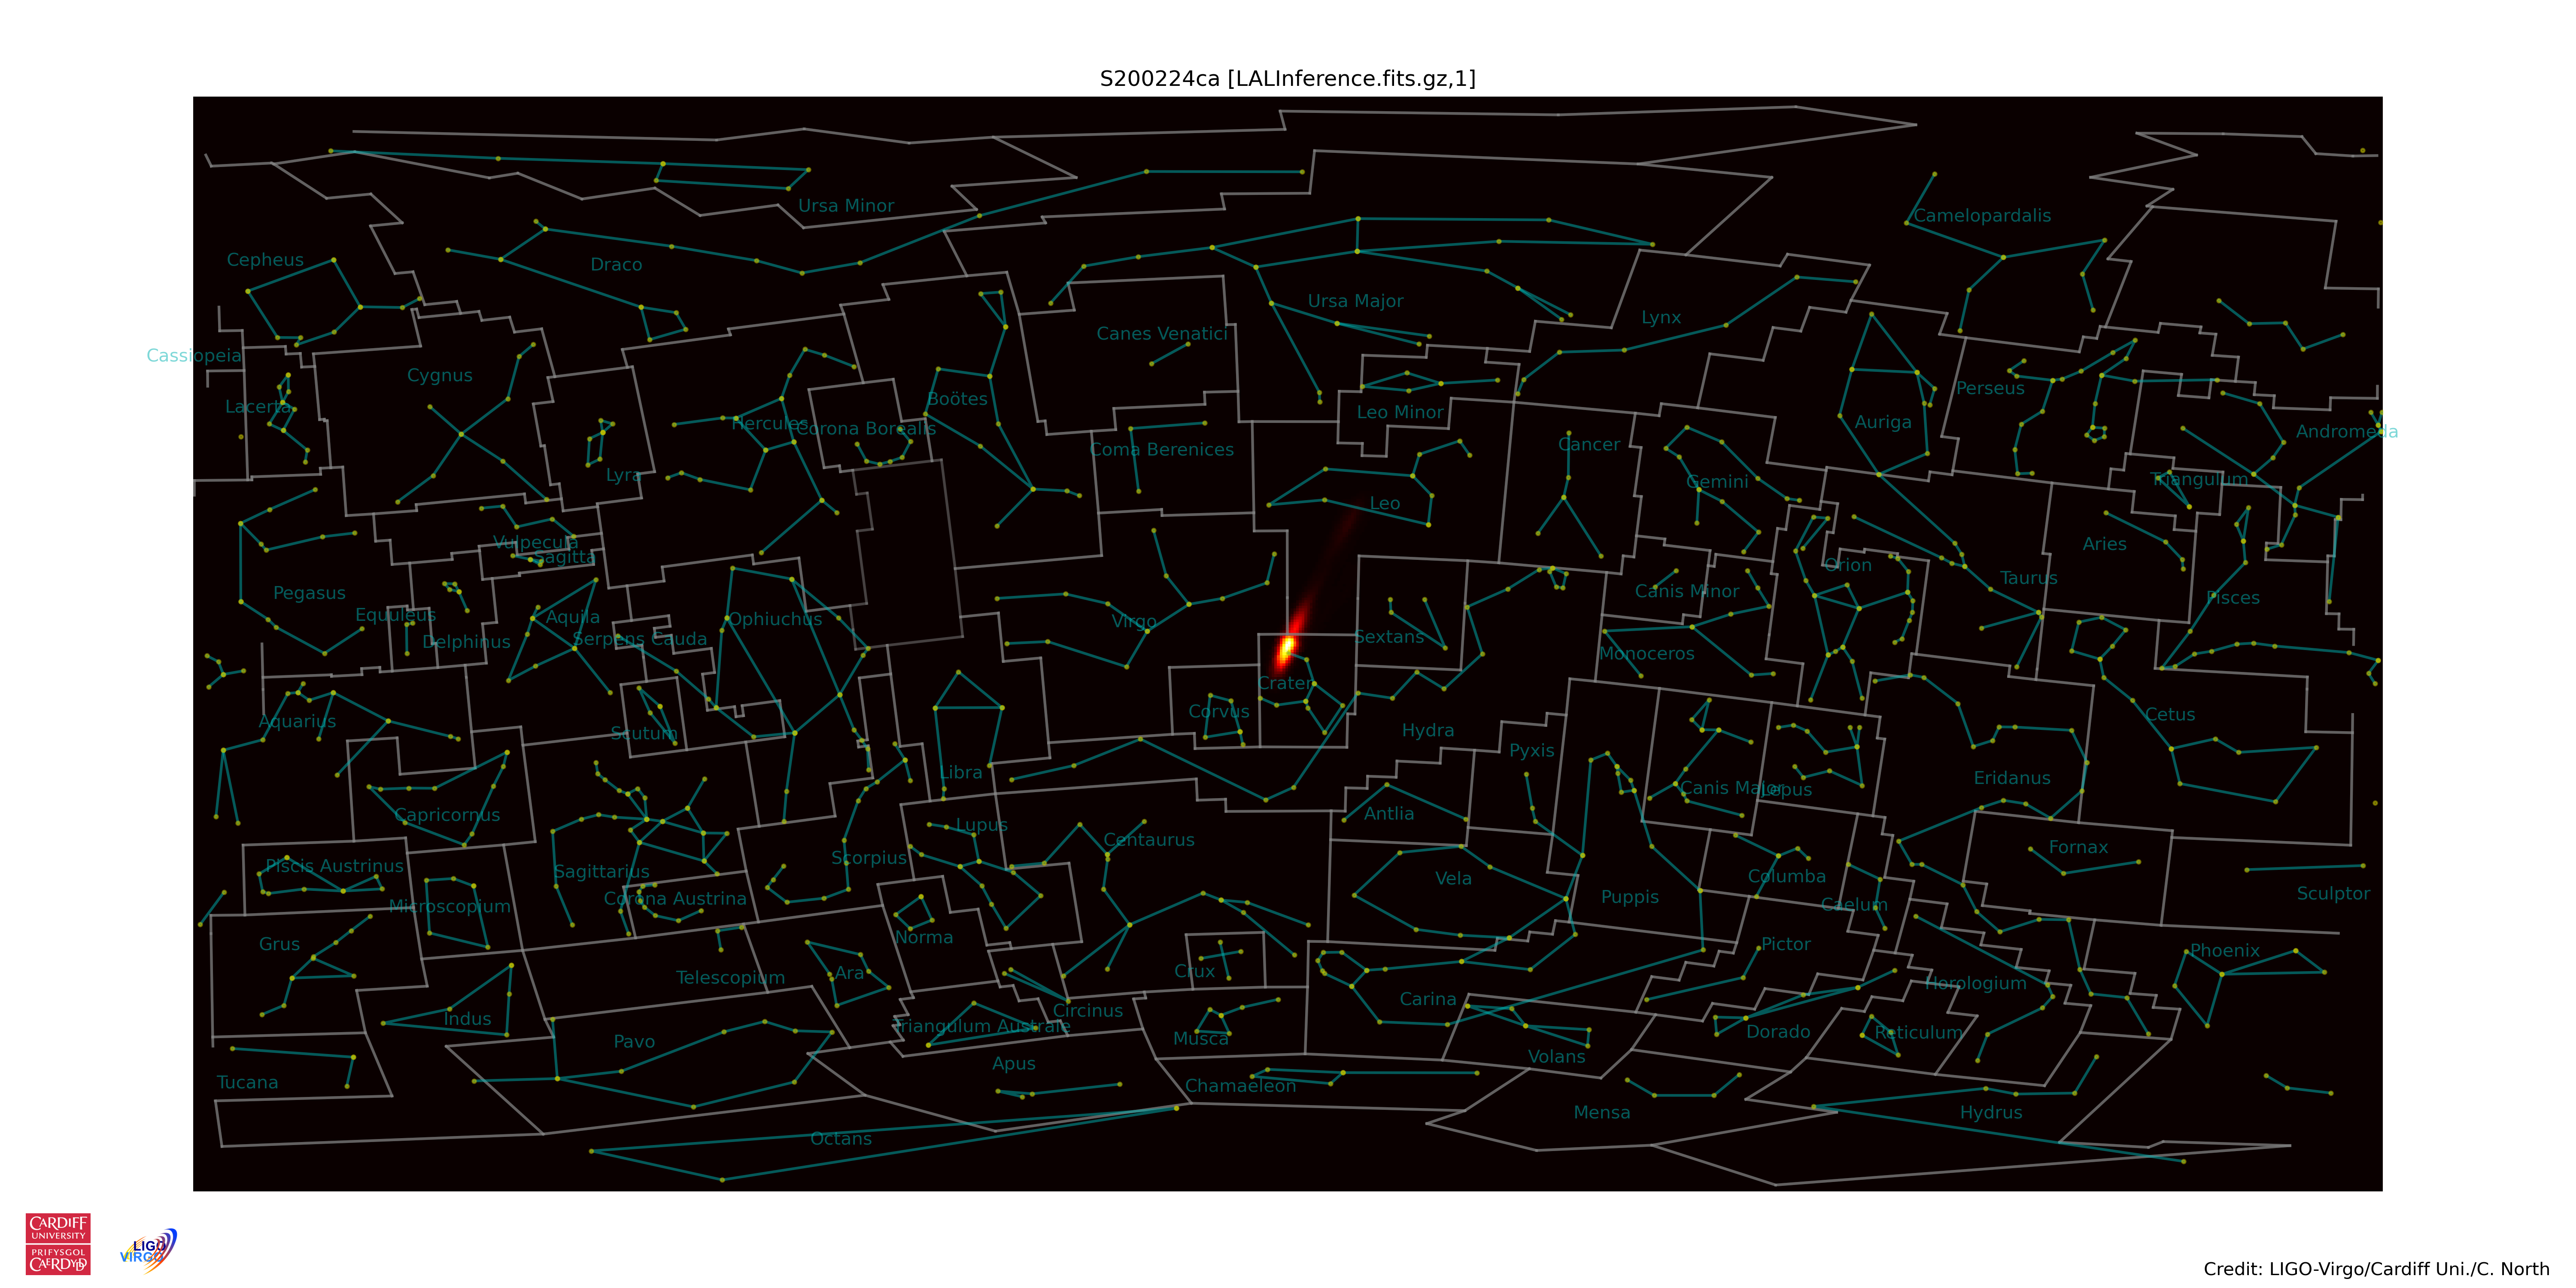 S200224ca [LALInference.fits.gz,1]
Ursa Minor
Camelopardalis
Cepheus
Draco
Ursa Major
Lynx
Canes Venatici
Cassiopeia
Cygnus
Perseus
Boötes
Lacerta
Leo Minor
Hercules
Corona Borealis
Auriga
Andromeda
Coma Berenices
Cancer
Lyra
Gemini
Triangulum
Leo
Vulpecula
Sagitta
Aries
Orion
Taurus
Pegasus
Canis Minor
Pisces
Equuleus
Aquila
Ophiuchus
Virgo
Delphinus
Serpens Cauda
Sextans
Monoceros
Crater
Aquarius
Corvus
Cetus
Scutum
Hydra
Pyxis
Libra
Eridanus
Canis Major
Lepus
Capricornus
Antlia
Lupus
Centaurus
Piscis Austrinus
Scorpius
Fornax
Sagittarius
Vela
Columba
Corona Austrina
Puppis
Sculptor
Microscopium
Caelum
Grus
Norma
Pictor
Phoenix
Telescopium
Ara
Crux
Horologium
Carina
Circinus
Indus
Triangulum Australe
Pavo
Musca
Dorado
Reticulum
Volans
Apus
Tucana
Chamaeleon
Mensa
Hydrus
Octans
CARDIFF
UNIVERSITY
PRIFYSGOL
CAERDYDD
LIGO
VIRGO
Credit: LIGO-Virgo/Cardiff Uni./C. North